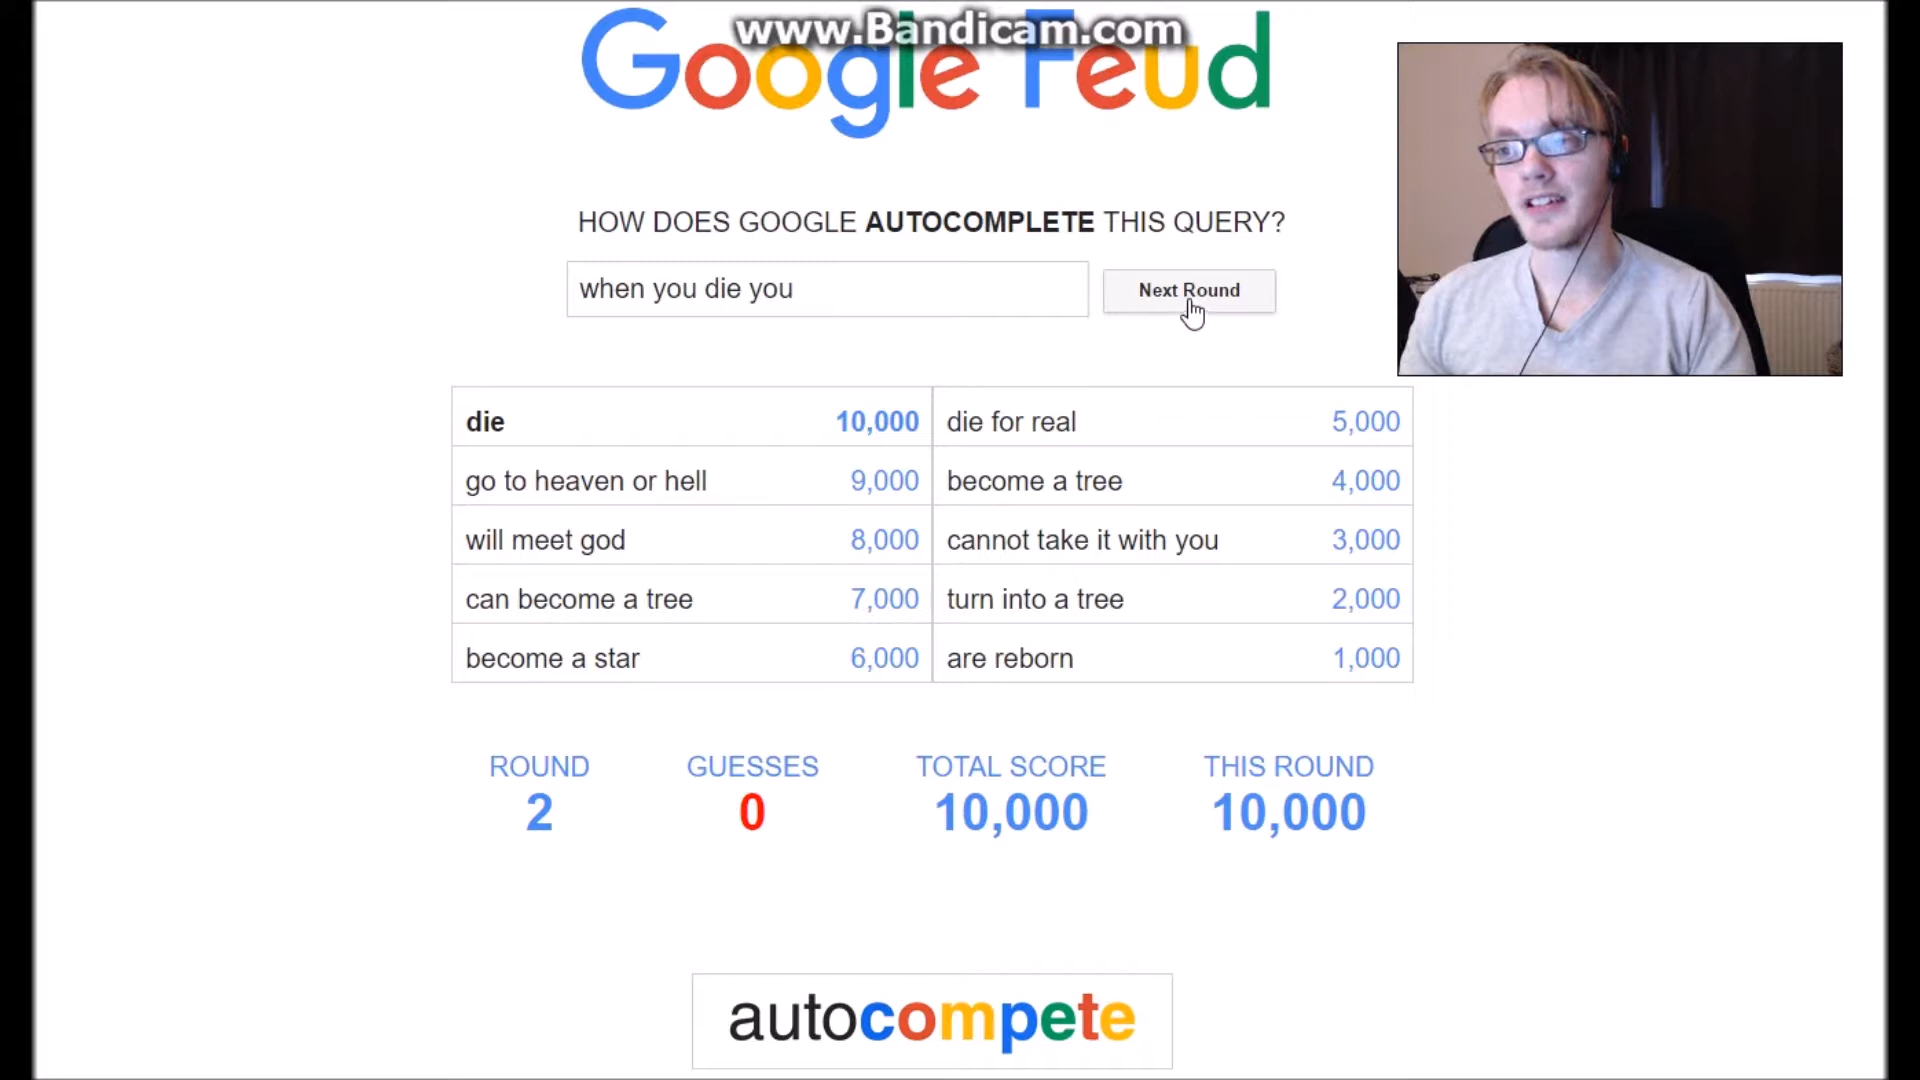 www.Bandicam.com
Google Feud
HOW DOES GOOGLE AUTOCOMPLETE THIS QUERY?
when you die you
Next Round
die 10,000 die for real 5,000
go to heaven or hell 9,000 become a tree 4,000
will meet god 8,000 cannot take it with you 3,000
can become a tree 7,000 turn into a tree 2,000
become a star 6,000 are reborn 1,000
ROUND GUESSES TOTAL SCORE THIS ROUND
2 0 10,000 10,000
autocompete